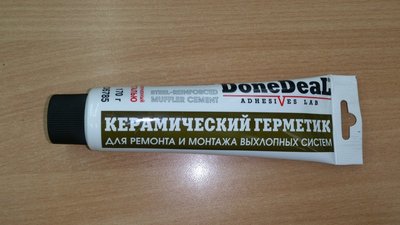 DoneDeaL
ADHESIVES LAB
STEEL-REINFORCED
MUFFLER CEMENT
170 г
КЕРАМИЧЕСКИЙ ГЕРМЕТИК
ДЛЯ РЕМОНТА И МОНТАЖА ВЫХЛОПНЫХ СИСТЕМ